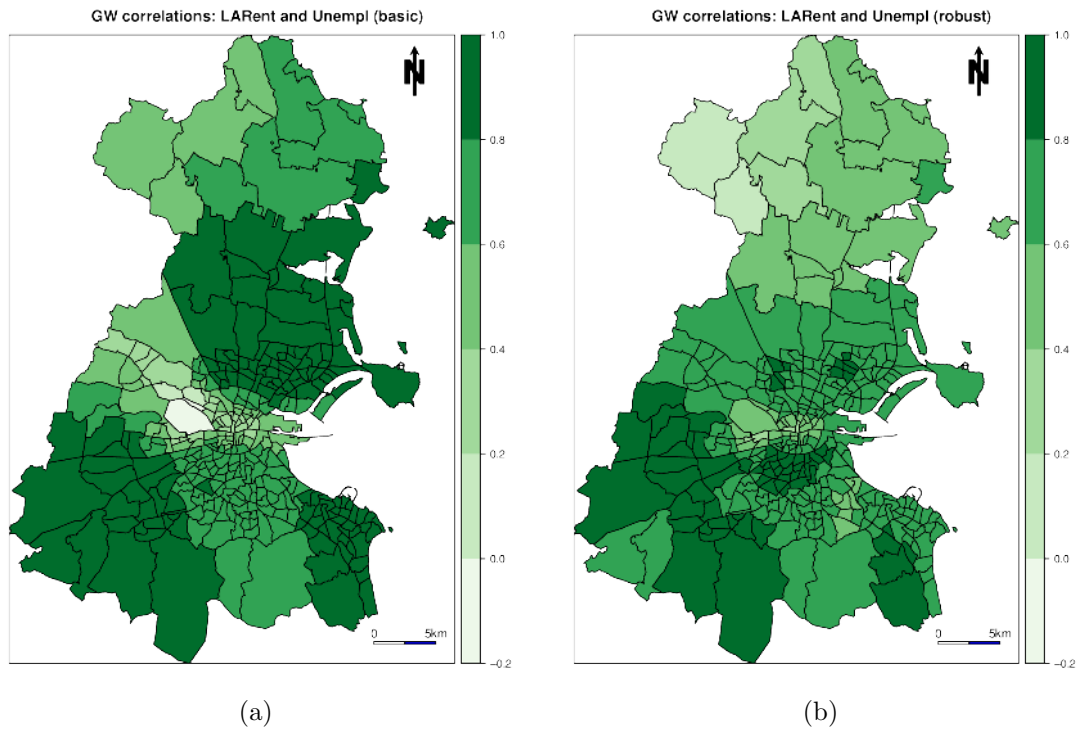 GW correlations: LARent and Unempl (basic)
N
1.0
0.8
0.6
0.4
0.2
0.0
−0.2
0 5km
(a)
GW correlations: LARent and Unempl (robust)
N
1.0
0.8
0.6
0.4
0.2
0.0
−0.2
0 5km
(b)